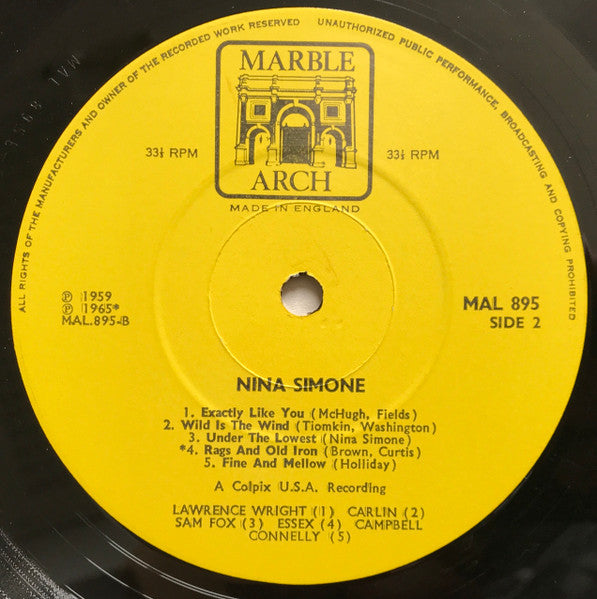 ALL RIGHTS OF THE MANUFACTURERS AND OWNER OF THE RECORDED WORK RESERVED UNAUTHORIZED PUBLIC PERFORMANCE, BROADCASTING AND COPYING PROHIBITED
MARBLE
ARCH
33⅓ RPM
33⅓ RPM
MADE IN ENGLAND
℗ 1959
℗ 1965*
MAL.895-B
MAL 895
SIDE 2
NINA SIMONE
1. Exactly Like You (McHugh, Fields)
2. Wild Is The Wind (Tiomkin, Washington)
3. Under The Lowest (Nina Simone)
*4. Rags And Old Iron (Brown, Curtis)
5. Fine And Mellow (Holliday)
A Colpix U.S.A. Recording
LAWRENCE WRIGHT (1) CARLIN (2)
SAM FOX (3) ESSEX (4) CAMPBELL
CONNELLY (5)